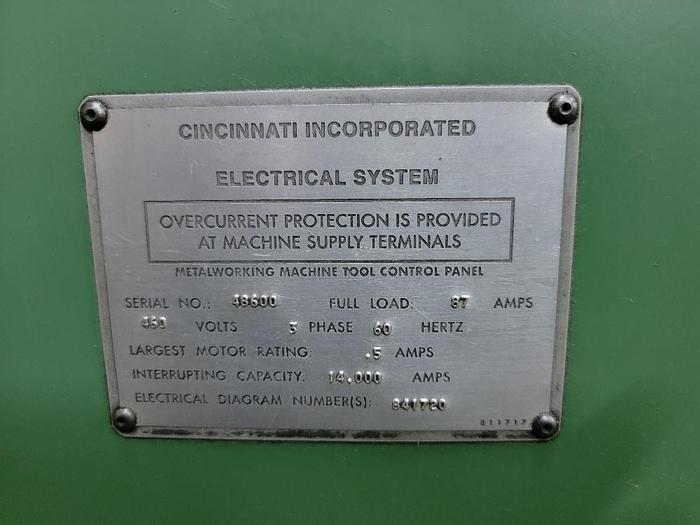 CINCINNATI INCORPORATED
ELECTRICAL SYSTEM
OVERCURRENT PROTECTION IS PROVIDED
AT MACHINE SUPPLY TERMINALS
METALWORKING MACHINE TOOL CONTROL PANEL
SERIAL NO.: 48600 FULL LOAD: 87 AMPS
460 VOLTS 3 PHASE 60 HERTZ
LARGEST MOTOR RATING: .5 AMPS
INTERRUPTING CAPACITY: 14,000 AMPS
ELECTRICAL DIAGRAM NUMBER(S): 841720
811717